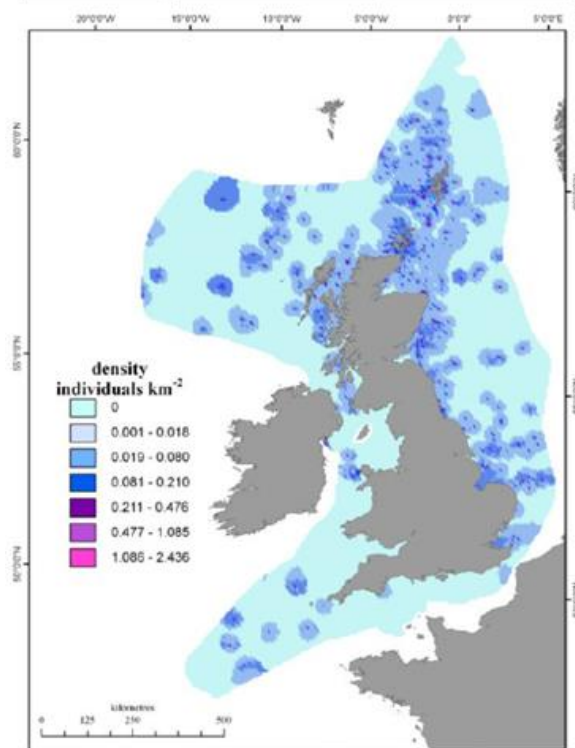 20°0'0"W 15°0'0"W 10°0'0"W 5°0'0"W 0°0'0" 5°0'0"E
60°0'0"N
55°0'0"N
density
individuals km-2
0
0.001 - 0.018
0.019 - 0.080
0.081 - 0.210
0.211 - 0.476
0.477 - 1.085
1.086 - 2.436
50°0'0"N
kilometres
0 125 250 500